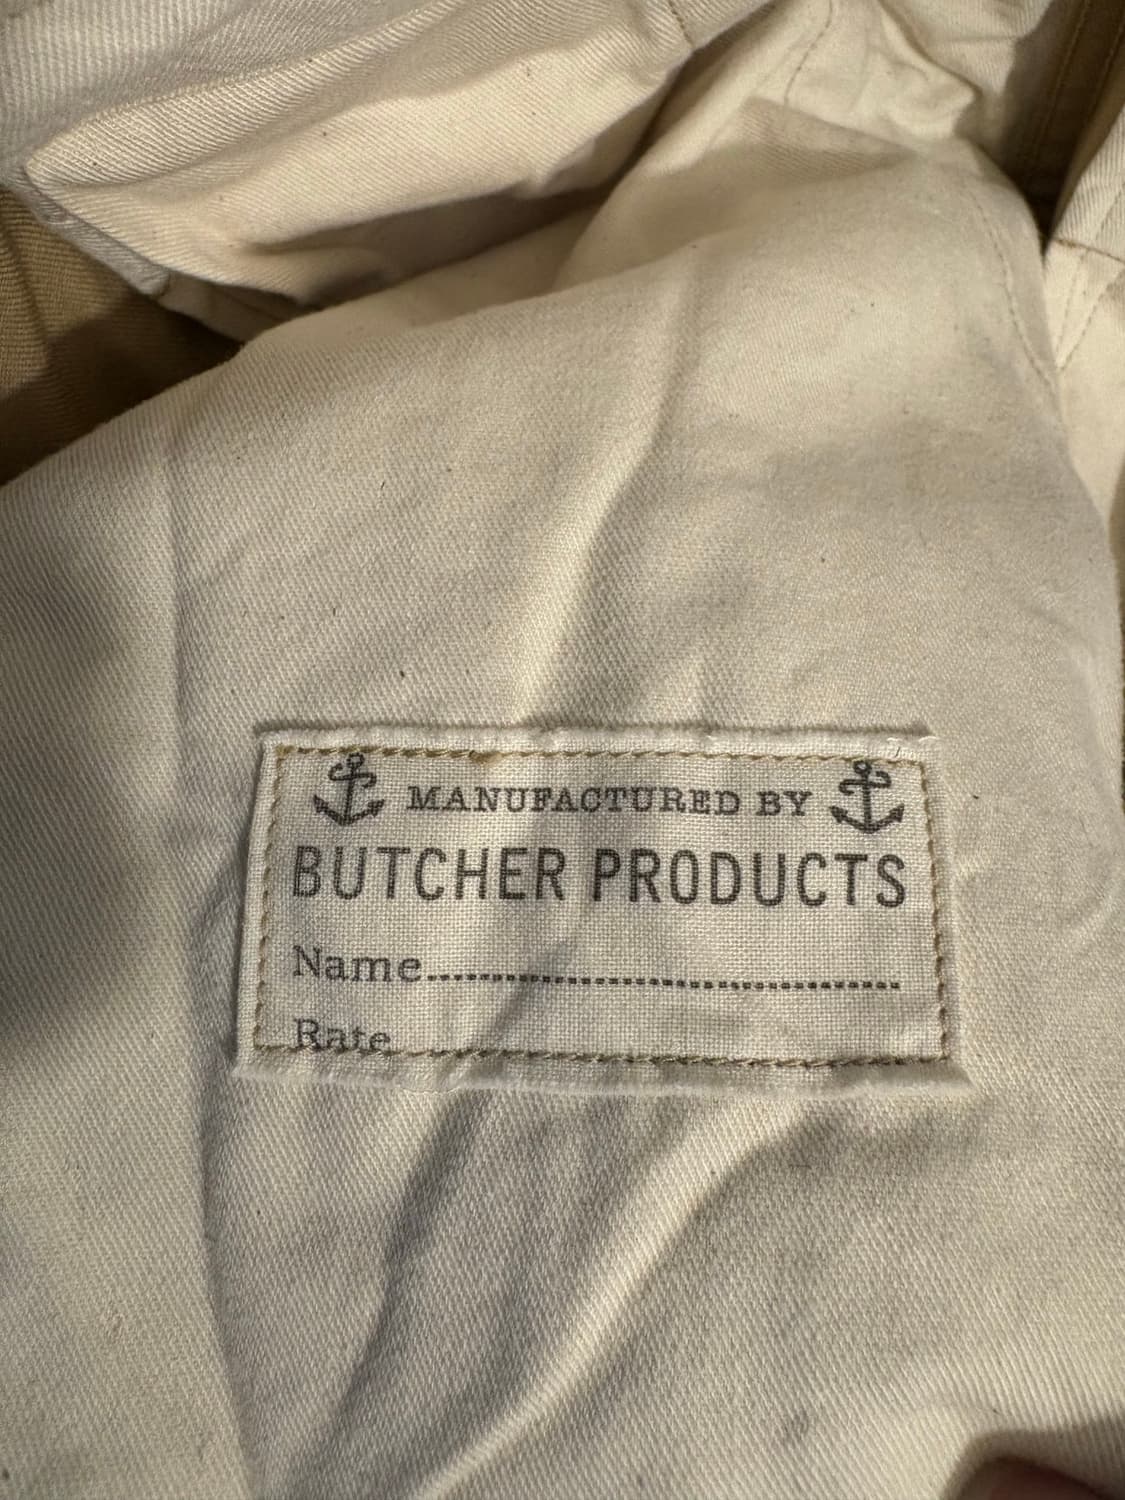 MANUFACTURED BY
BUTCHER PRODUCTS
Name....................................................
Rate